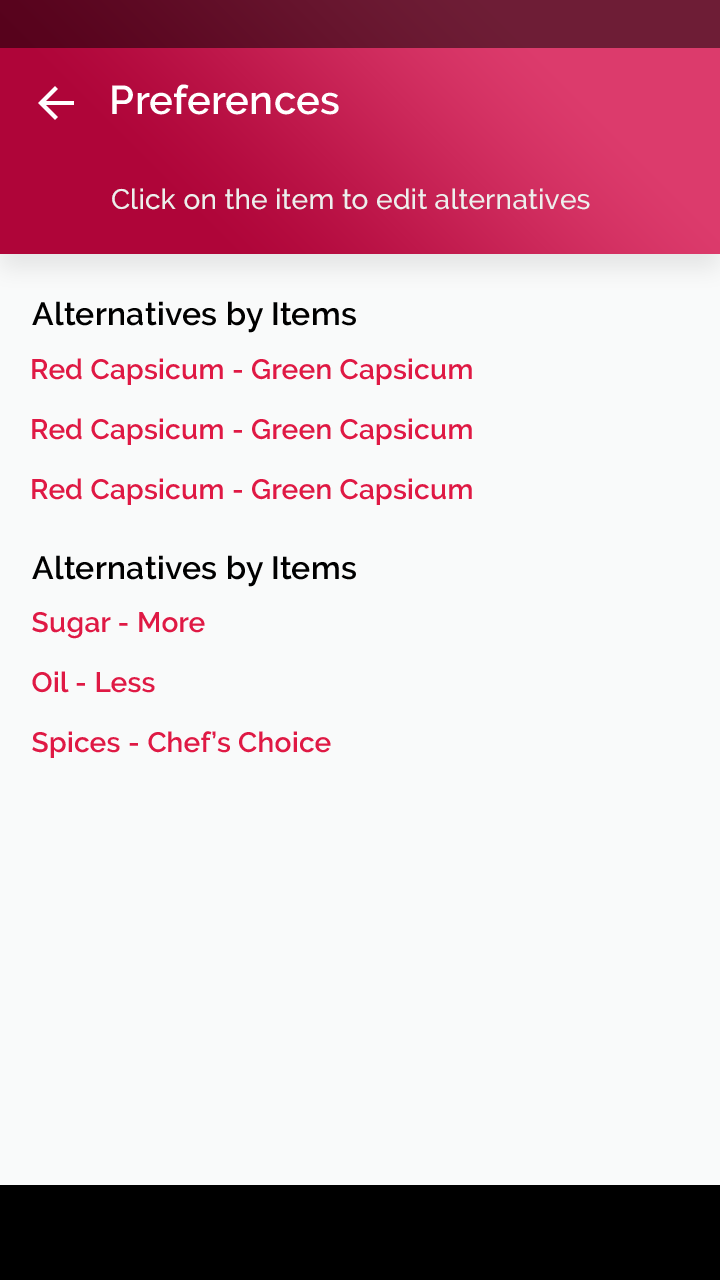 Preferences
Click on the item to edit alternatives
Alternatives by Items
Red Capsicum - Green Capsicum
Red Capsicum - Green Capsicum
Red Capsicum - Green Capsicum
Alternatives by Items
Sugar - More
Oil - Less
Spices - Chef’s Choice